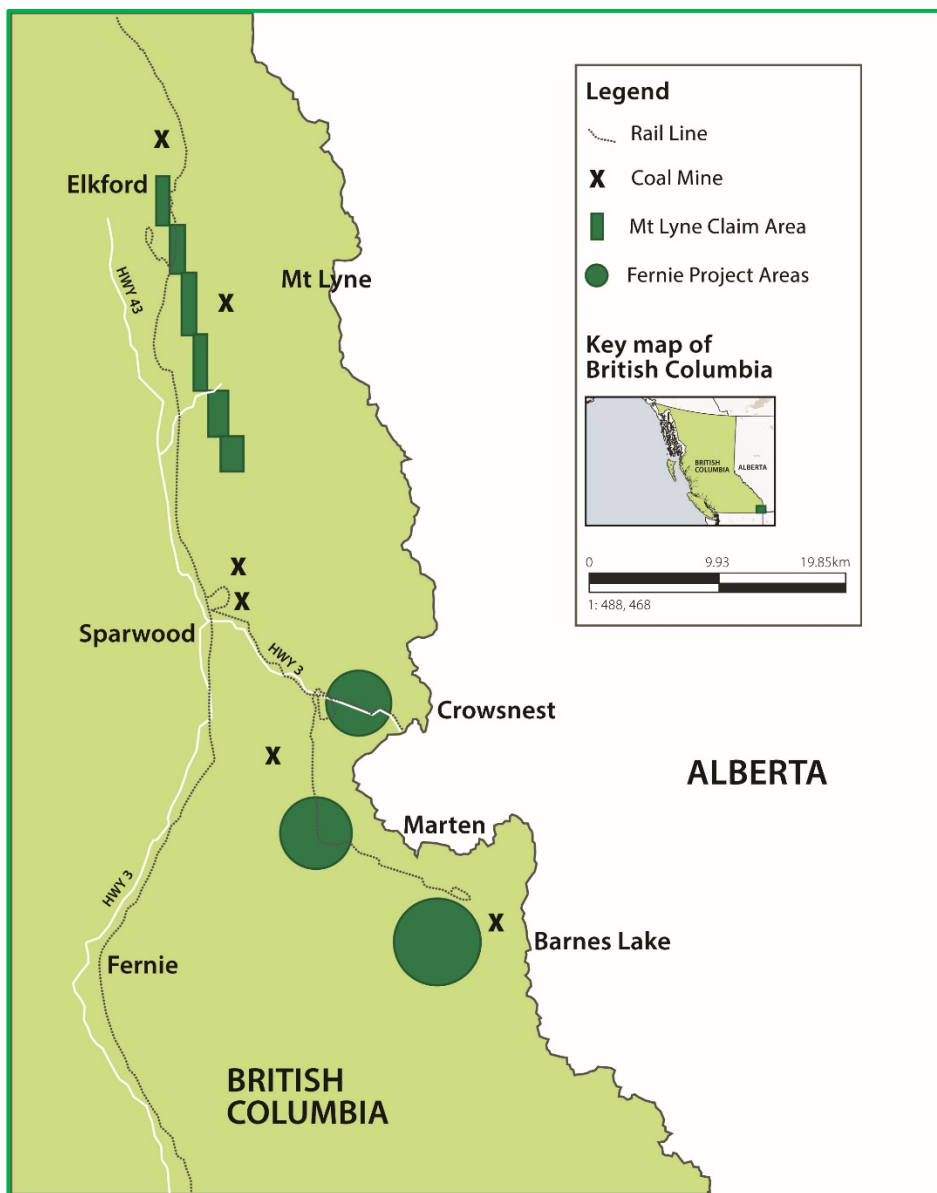 Legend
Rail Line
X Coal Mine
Mt Lyne Claim Area
Fernie Project Areas
Key map of
British Columbia
BRITISH
COLUMBIA
ALBERTA
0 9.93 19.85km
1: 488, 468
X
Elkford
HWY 43
Mt Lyne
X
X
X
Sparwood
HWY 3
Crowsnest
X
ALBERTA
Marten
HWY 3
X
Barnes Lake
Fernie
BRITISH
COLUMBIA